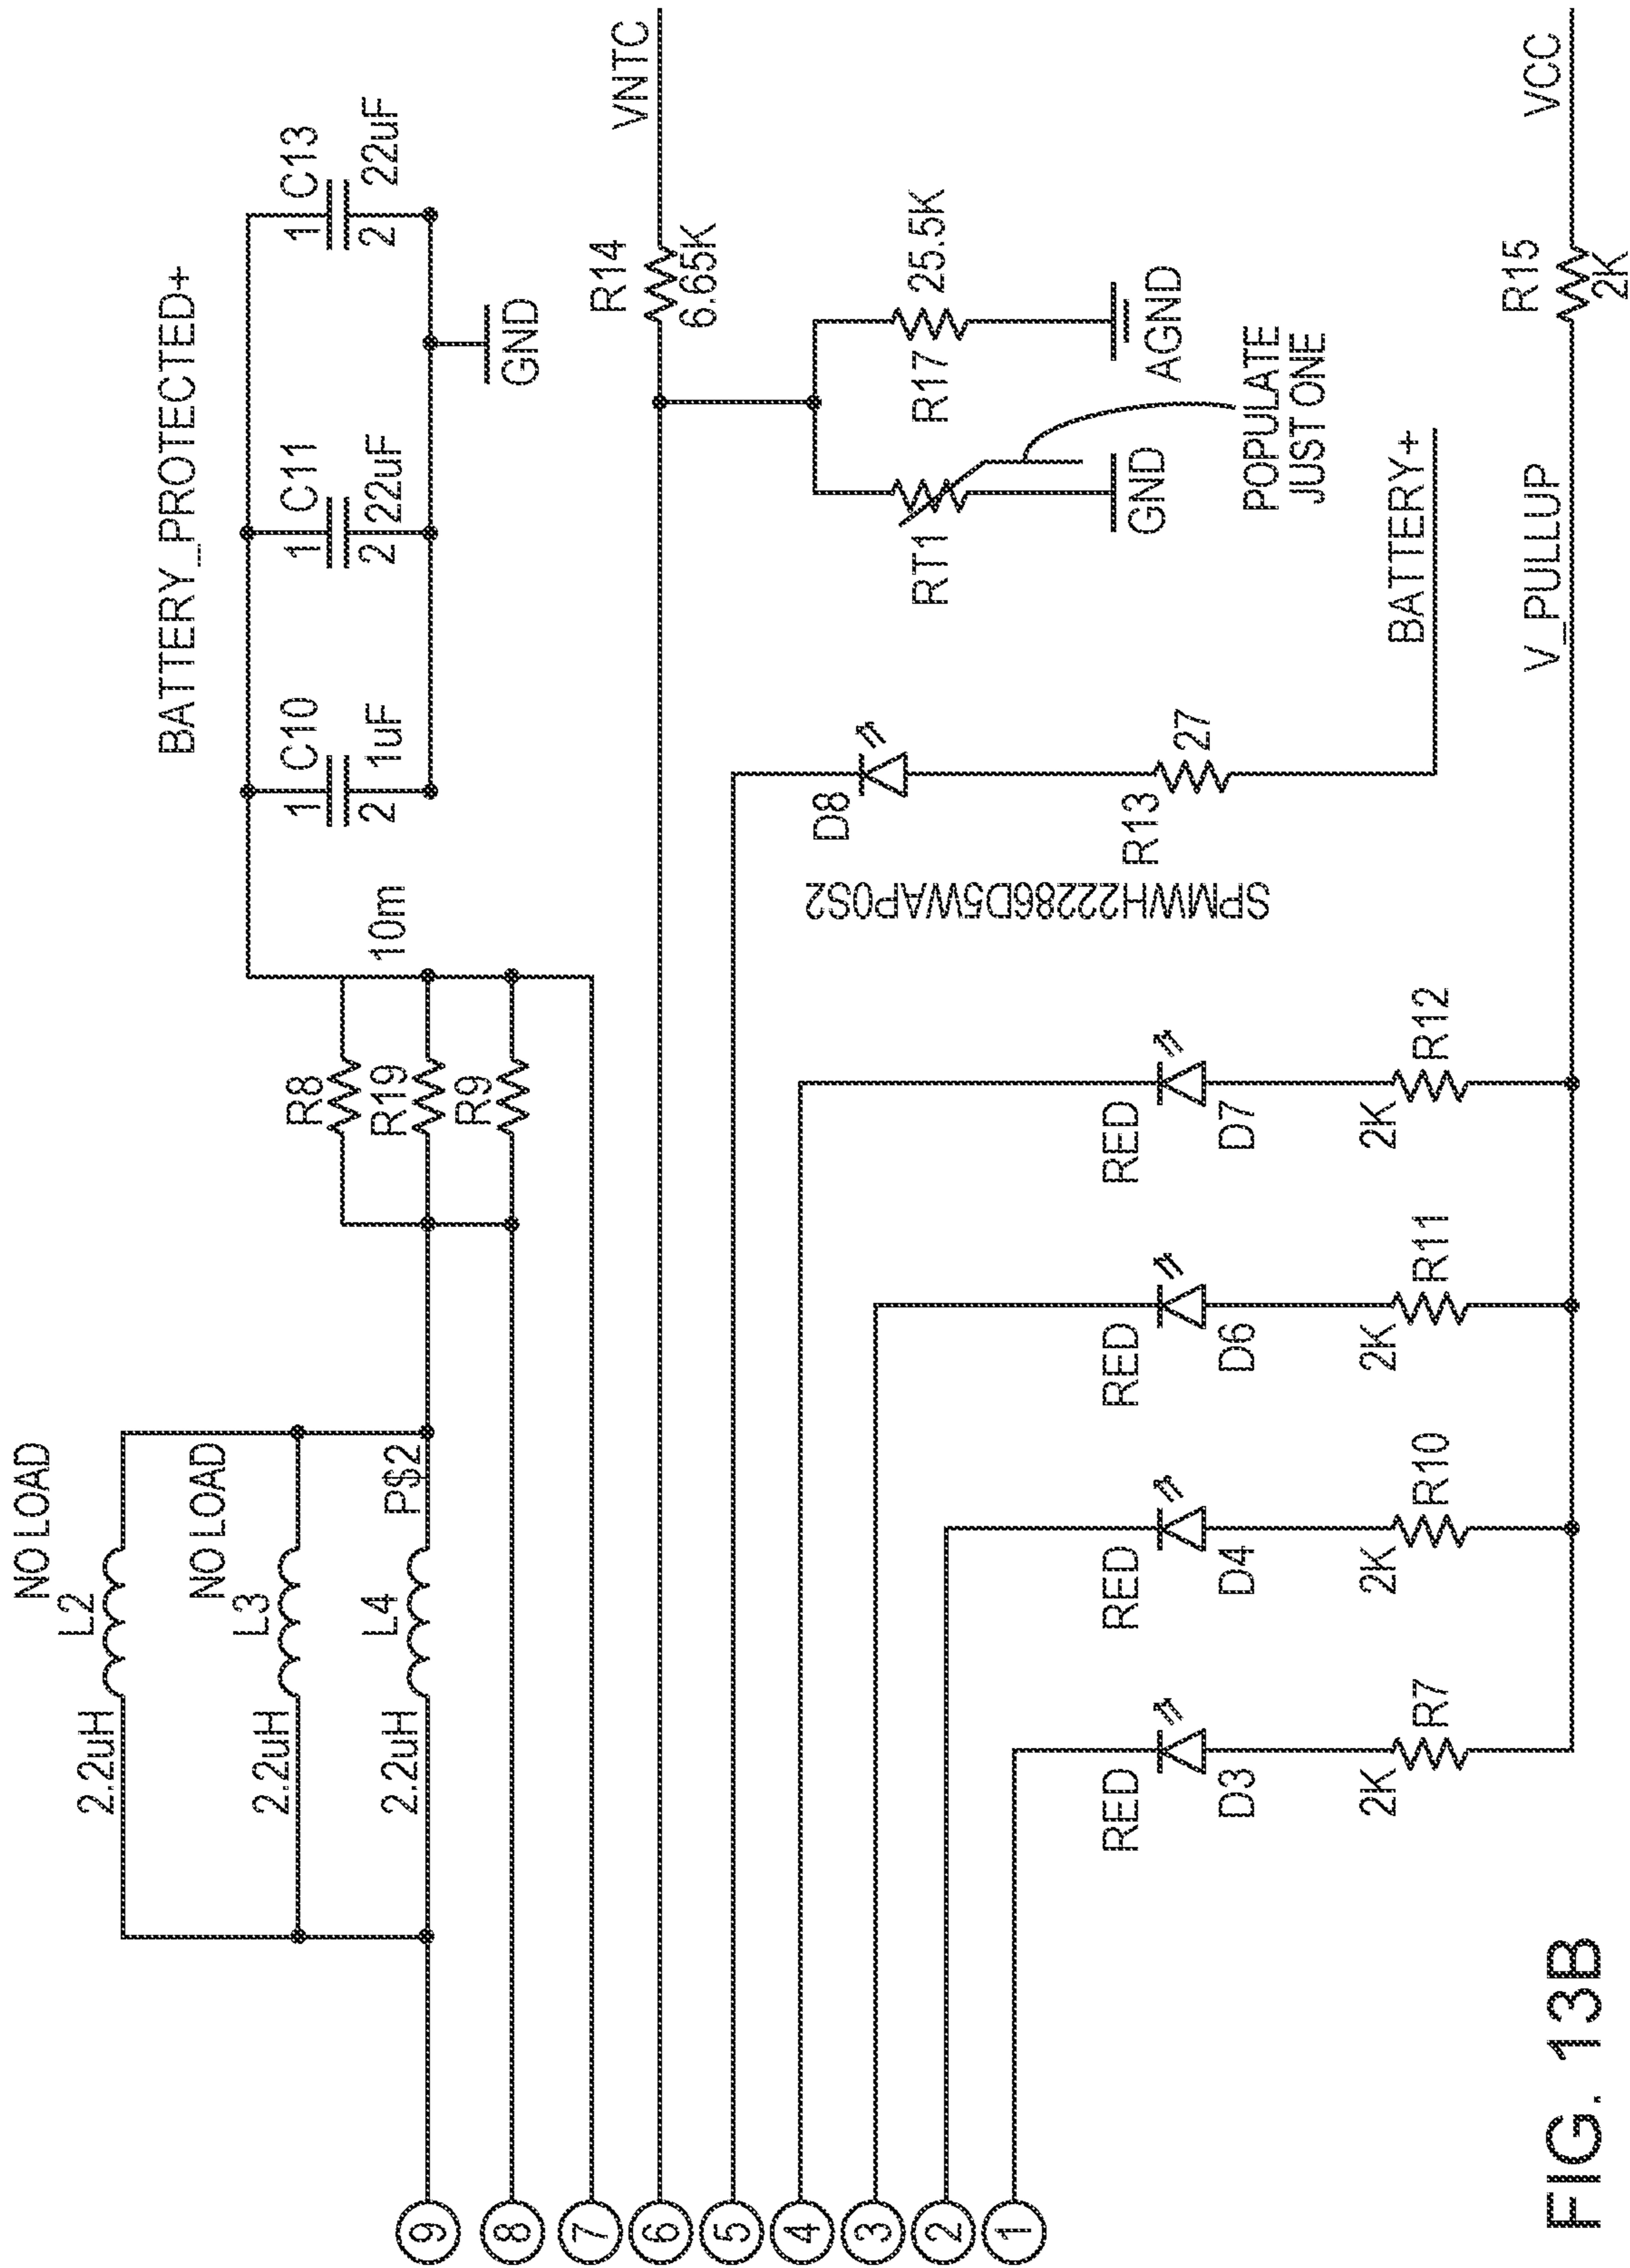 NO LOAD
L2
2.2uH
NO LOAD
L3
2.2uH
P$2
L4
2.2uH
R8
R19
R9
10m
BATTERY_PROTECTED+
1
C10
2
1uF
1
C11
2
22uF
1
C13
2
22uF
GND
VNTC
R14
6.65K
RT1
R17
25.5K
GND
AGND
POPULATE
JUST ONE
D8
R13
27
SPMWH22286D5WAP0S2
BATTERY+
RED
D3
2K
R7
RED
D4
2K
R10
RED
D6
2K
R11
RED
D7
2K
R12
V_PULLUP
R15
2K
VCC
9
8
7
6
5
4
3
2
1
FIG. 13B